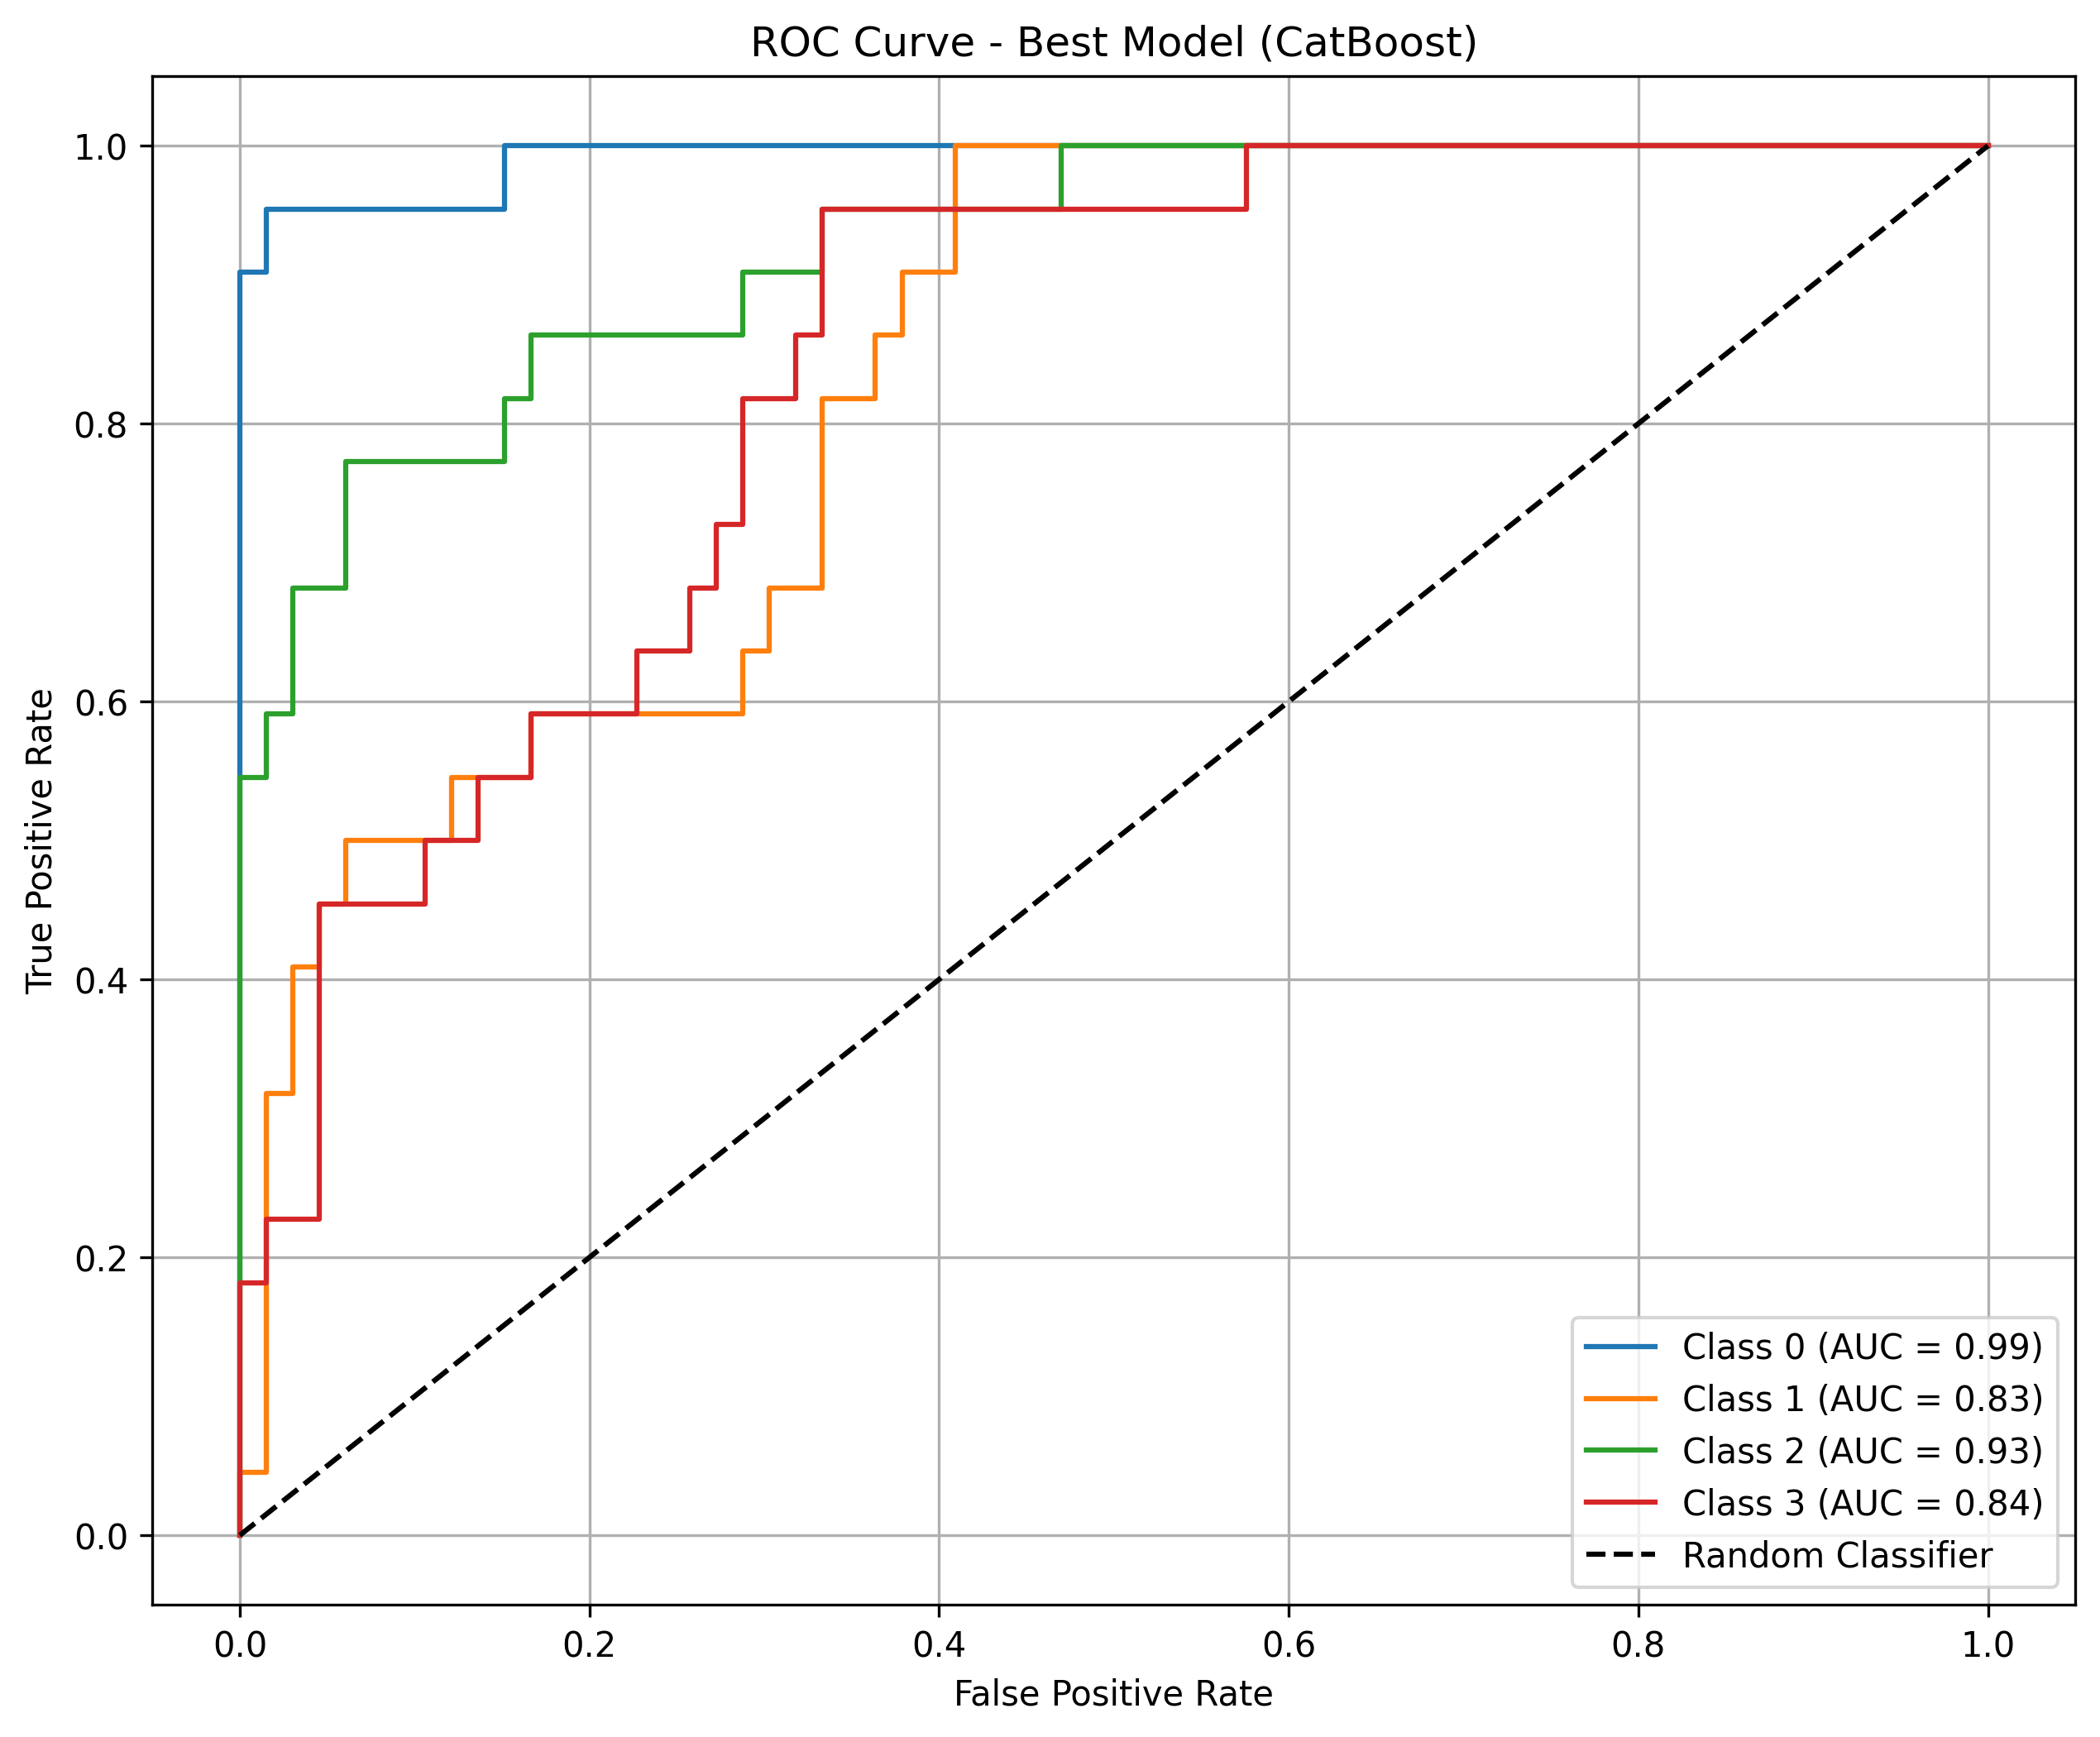 ROC Curve - Best Model (CatBoost)
True Positive Rate
1.0
0.8
0.6
0.4
0.2
0.0
0.0 0.2 0.4 0.6 0.8 1.0
False Positive Rate
Class 0 (AUC = 0.99)
Class 1 (AUC = 0.83)
Class 2 (AUC = 0.93)
Class 3 (AUC = 0.84)
Random Classifier